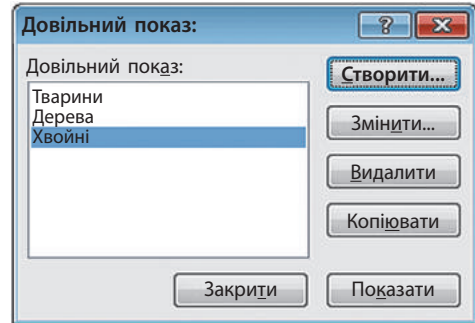 Довільний показ:
Довільний показ:
Тварини
Дерева
Хвойні
Створити...
Змінити...
Видалити
Копіювати
Закрити
Показати